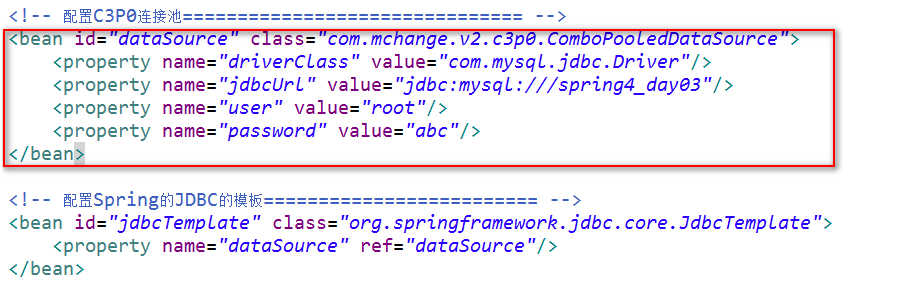 <!-- 配置C3P0连接池=============================== -->
<bean id="dataSource" class="com.mchange.v2.c3p0.ComboPooledDataSource">
    <property name="driverClass" value="com.mysql.jdbc.Driver"/>
    <property name="jdbcUrl" value="jdbc:mysql:///spring4_day03"/>
    <property name="user" value="root"/>
    <property name="password" value="abc"/>
</bean>
<!-- 配置Spring的JDBC的模板========================= -->
<bean id="jdbcTemplate" class="org.springframework.jdbc.core.JdbcTemplate">
    <property name="dataSource" ref="dataSource"/>
</bean>